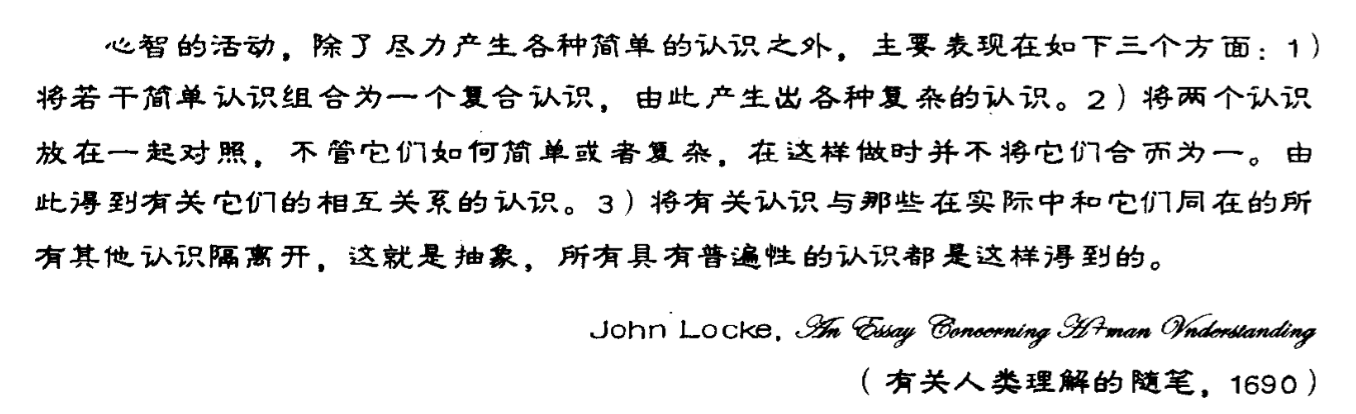 心智的活动，除了尽力产生各种简单的认识之外，主要表现在如下三个方面：1）
将若干简单认识组合为一个复合认识，由此产生出各种复杂的认识。2）将两个认识
放在一起对照，不管它们如何简单或者复杂，在这样做时并不将它们合而为一。由
此得到有关它们的相互关系的认识。3）将有关认识与那些在实际中和它们同在的所
有其他认识隔离开，这就是抽象，所有具有普遍性的认识都是这样得到的。
John Locke, An Essay Concerning H+man Vnderstanding
（有关人类理解的随笔，1690）